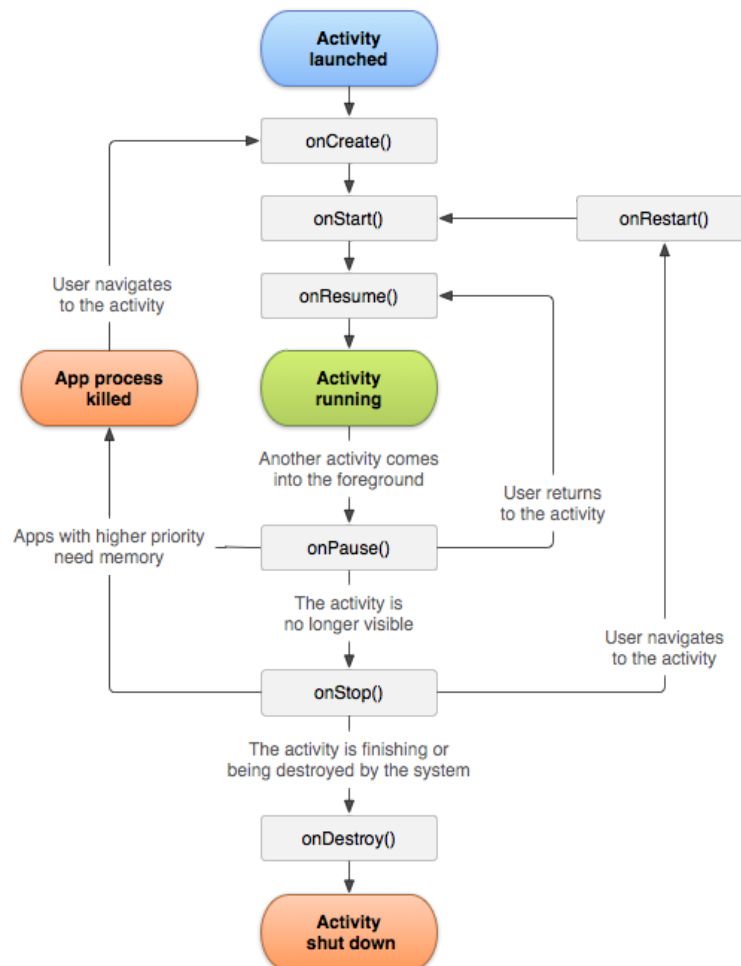 Activity
launched
onCreate()
onStart()
onRestart()
User navigates
to the activity
onResume()
App process
killed
Activity
running
Another activity comes
into the foreground
User returns
to the activity
Apps with higher priority
need memory
onPause()
The activity is
no longer visible
User navigates
to the activity
onStop()
The activity is finishing or
being destroyed by the system
onDestroy()
Activity
shut down